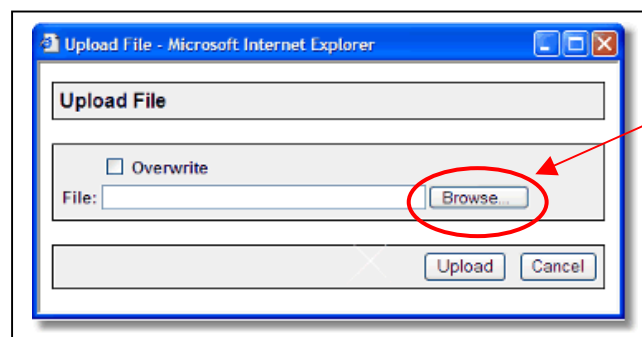 Upload File - Microsoft Internet Explorer
Upload File
Overwrite
File: Browse...
Upload Cancel